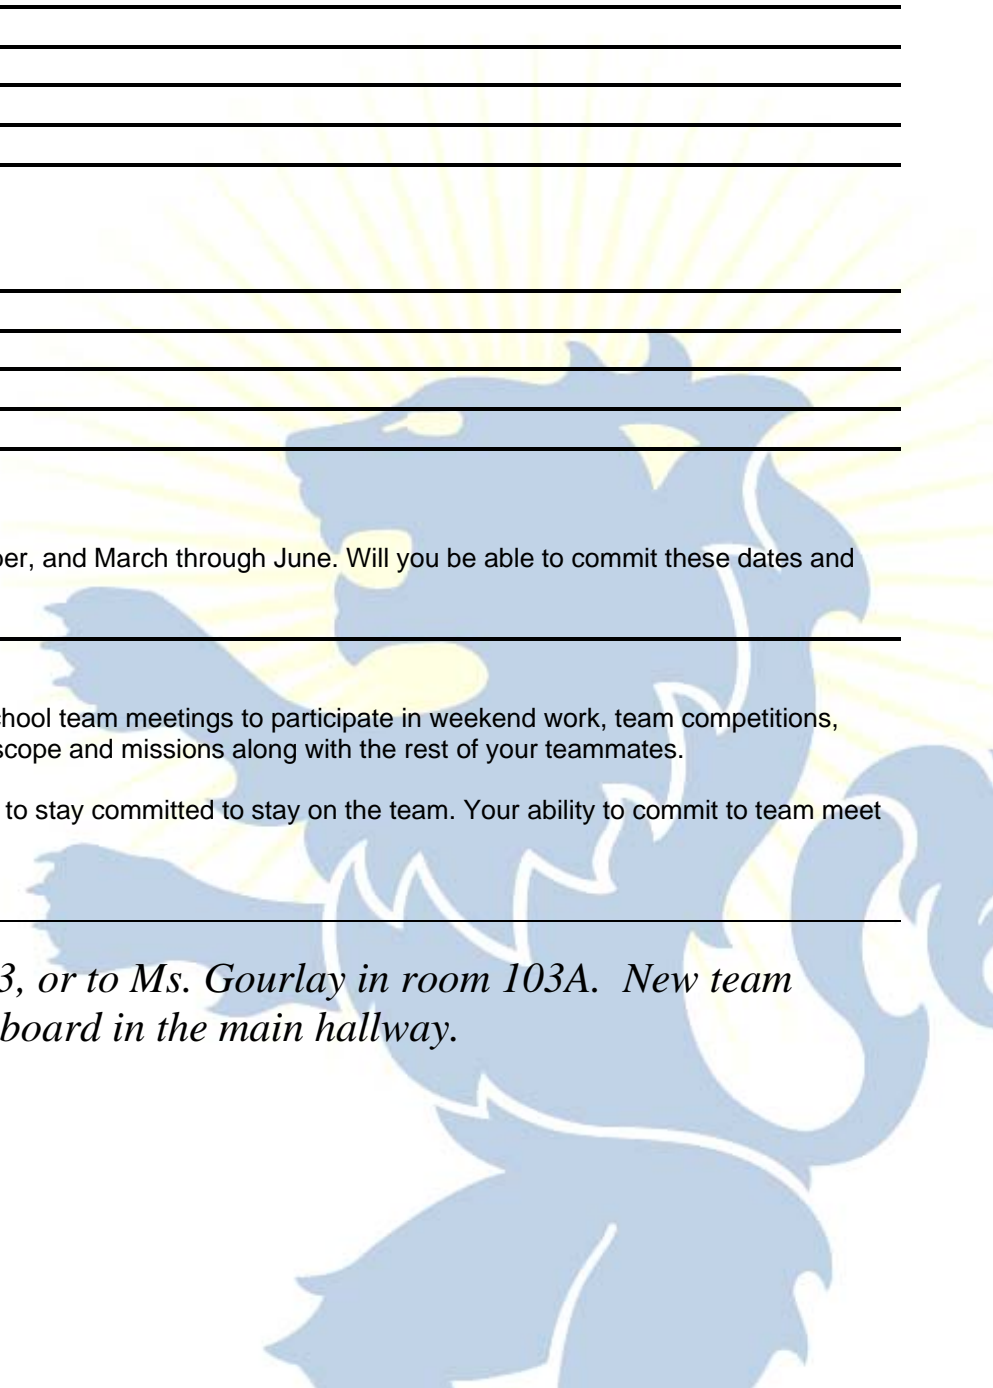 ber, and March through June. Will you be able to commit these dates and
chool team meetings to participate in weekend work, team competitions,
scope and missions along with the rest of your teammates.
to stay committed to stay on the team. Your ability to commit to team meet
3, or to Ms. Gourlay in room 103A. New team
board in the main hallway.